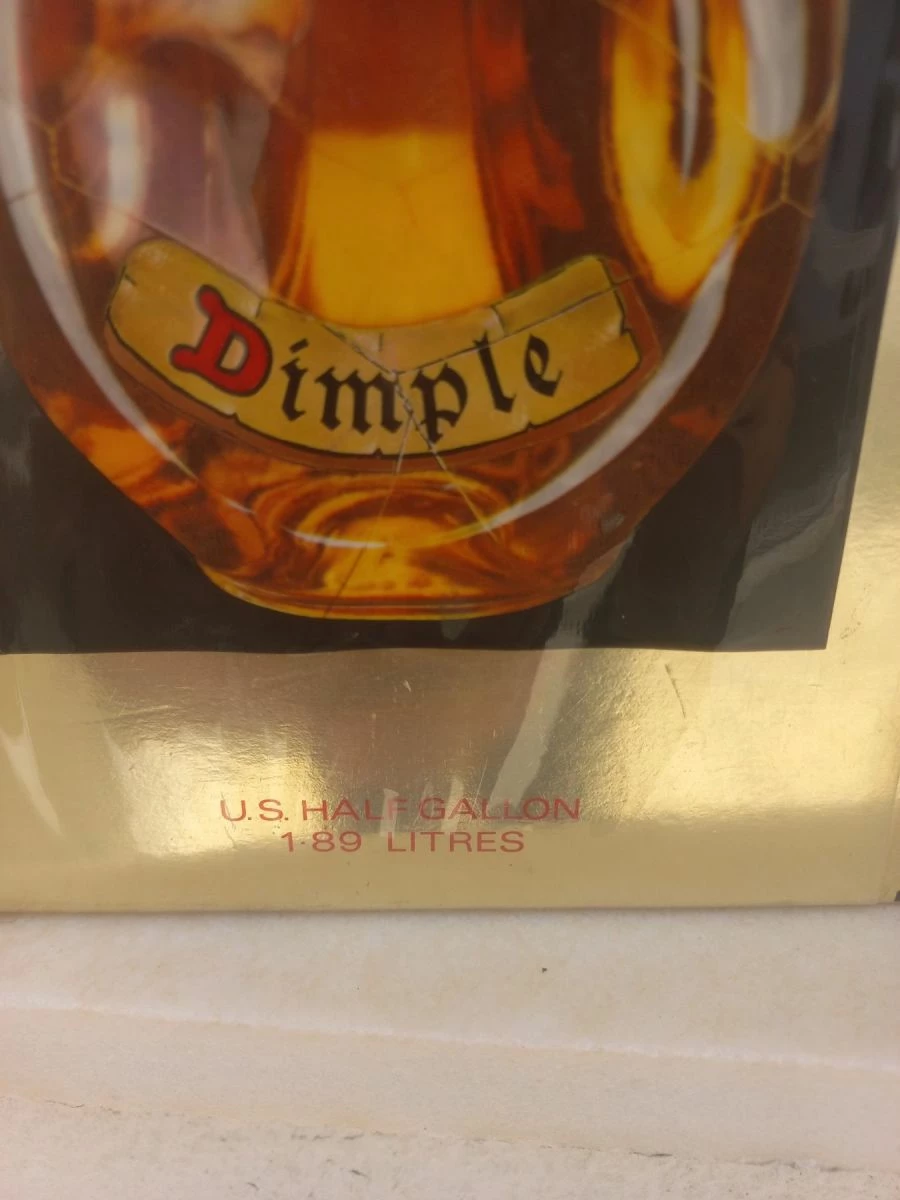 Dimple
U.S. HALF GALLON
1·89 LITRES